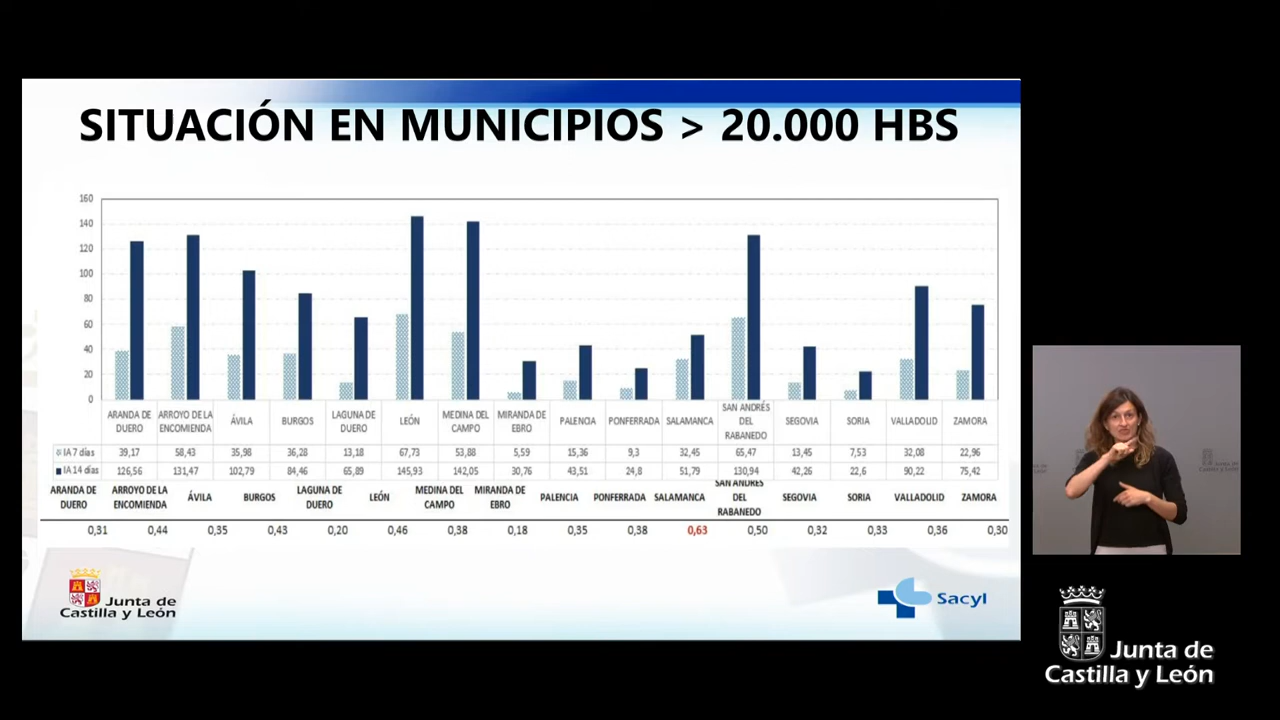 SITUACIÓN EN MUNICIPIOS > 20.000 HBS
160
140
120
100
80
60
40
20
0
ARANDA DE DUERO ARROYO DE LA ENCOMIENDA ÁVILA BURGOS LAGUNA DE DUERO LEÓN MEDINA DEL CAMPO MIRANDA DE EBRO PALENCIA PONFERRADA SALAMANCA SAN ANDRÉS DEL RABANEDO SEGOVIA SORIA VALLADOLID ZAMORA
IA 7 días 39,17 58,43 35,98 36,28 13,18 67,73 53,88 5,59 15,36 9,3 32,45 65,47 13,45 7,53 32,08 22,96
IA 14 días 126,56 131,47 102,79 84,46 65,89 145,93 142,05 30,76 43,51 24,8 51,79 130,94 42,26 22,6 90,22 75,42
ARANDA DE DUERO ARROYO DE LA ENCOMIENDA ÁVILA BURGOS LAGUNA DE DUERO LEÓN MEDINA DEL CAMPO MIRANDA DE EBRO PALENCIA PONFERRADA SALAMANCA SAN ANDRÉS DEL RABANEDO SEGOVIA SORIA VALLADOLID ZAMORA
0,31 0,44 0,35 0,43 0,20 0,46 0,38 0,18 0,35 0,38 0,63 0,50 0,32 0,33 0,36 0,30
Junta de
Castilla y León
Sacyl
Junta de
Castilla y León